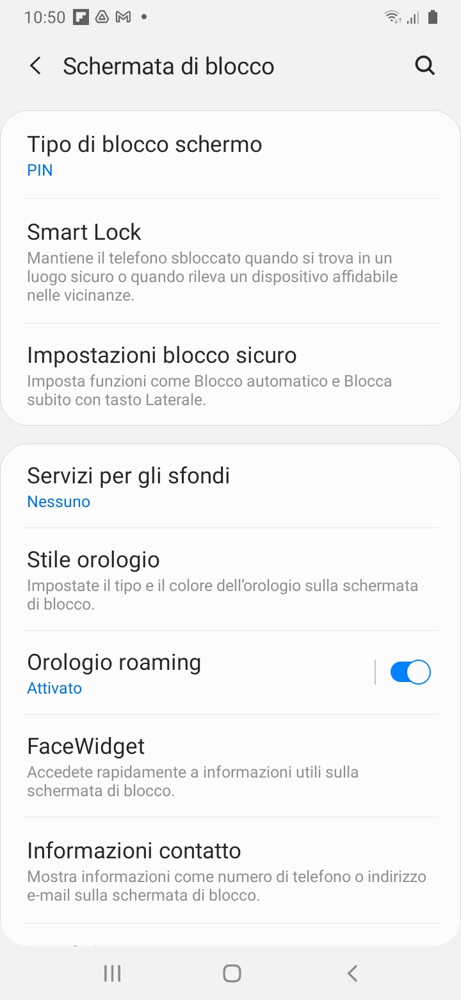 10:50
Schermata di blocco
Tipo di blocco schermo
PIN
Smart Lock
Mantiene il telefono sbloccato quando si trova in un
luogo sicuro o quando rileva un dispositivo affidabile
nelle vicinanze.
Impostazioni blocco sicuro
Imposta funzioni come Blocco automatico e Blocca
subito con tasto Laterale.
Servizi per gli sfondi
Nessuno
Stile orologio
Impostate il tipo e il colore dell’orologio sulla schermata
di blocco.
Orologio roaming
Attivato
FaceWidget
Accedete rapidamente a informazioni utili sulla
schermata di blocco.
Informazioni contatto
Mostra informazioni come numero di telefono o indirizzo
e-mail sulla schermata di blocco.